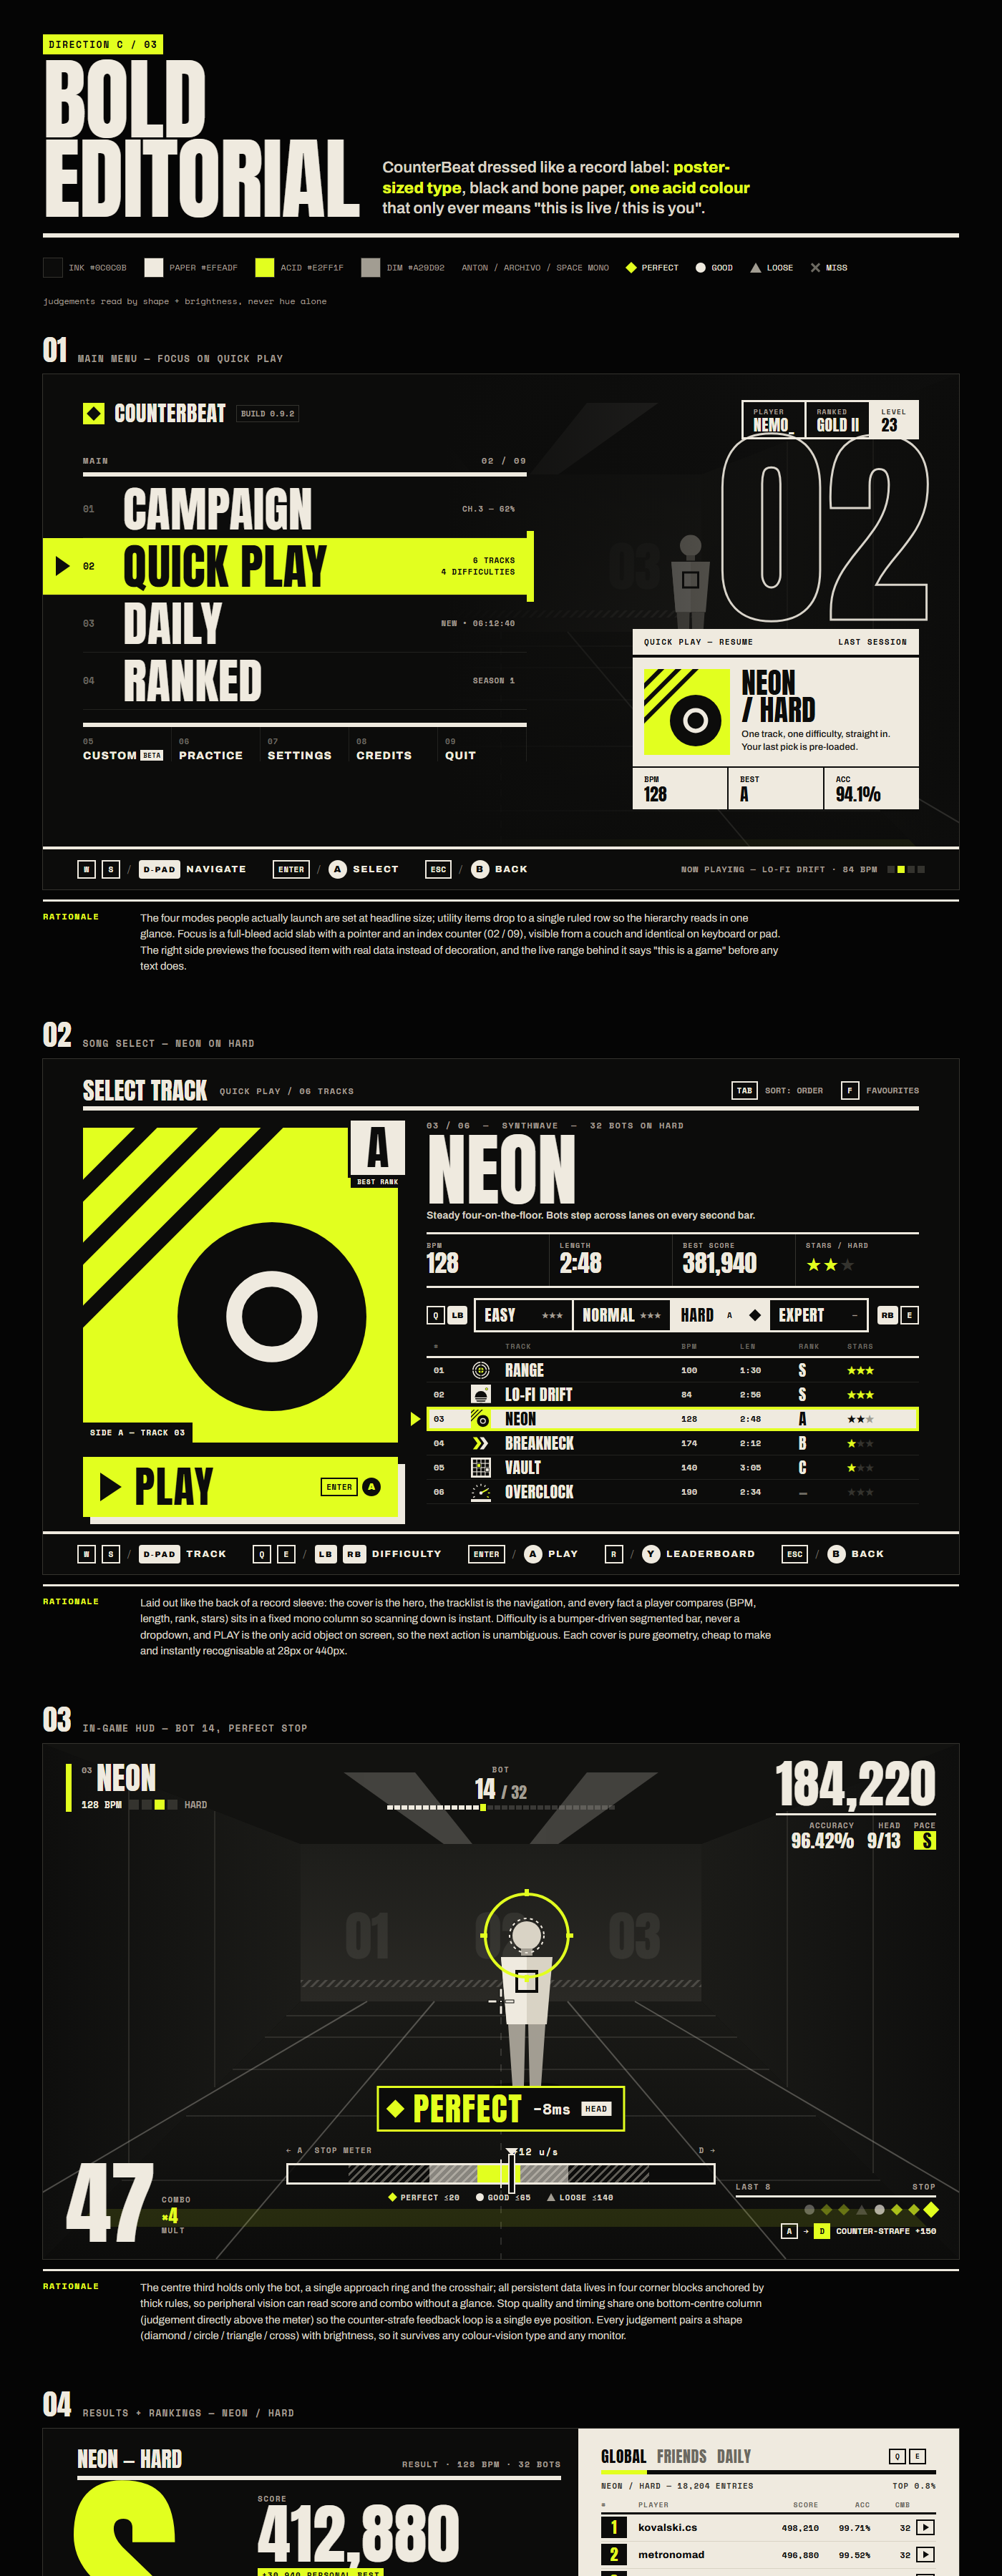 DIRECTION C / 03
BOLD
EDITORIAL
CounterBeat dressed like a record label: poster-
sized type, black and bone paper, one acid colour
that only ever means "this is live / this is you".
INK #0C0C0B
PAPER #EFEADF
ACID #E2FF1F
DIM #A29D92
ANTON / ARCHIVO / SPACE MONO
PERFECT
GOOD
LOOSE
MISS
judgements read by shape + brightness, never hue alone
01 MAIN MENU — FOCUS ON QUICK PLAY
COUNTERBEAT
BUILD 0.9.2
PLAYER
NEMO_
RANKED
GOLD II
LEVEL
23
MAIN
02 / 09
01 CAMPAIGN CH.3 — 62%
02 QUICK PLAY 6 TRACKS
4 DIFFICULTIES
03 DAILY NEW • 06:12:40
04 RANKED SEASON 1
05
CUSTOM BETA
06
PRACTICE
07
SETTINGS
08
CREDITS
09
QUIT
03
02
QUICK PLAY — RESUME
LAST SESSION
NEON
/ HARD
One track, one difficulty, straight in.
Your last pick is pre-loaded.
BPM
128
BEST
A
ACC
94.1%
W S / D-PAD NAVIGATE
ENTER / A SELECT
ESC / B BACK
NOW PLAYING — LO-FI DRIFT · 84 BPM
RATIONALE
The four modes people actually launch are set at headline size; utility items drop to a single ruled row so the hierarchy reads in one
glance. Focus is a full-bleed acid slab with a pointer and an index counter (02 / 09), visible from a couch and identical on keyboard or pad.
The right side previews the focused item with real data instead of decoration, and the live range behind it says "this is a game" before any
text does.
02 SONG SELECT — NEON ON HARD
SELECT TRACK
QUICK PLAY / 06 TRACKS
TAB SORT: ORDER
F FAVOURITES
A
BEST RANK
SIDE A — TRACK 03
PLAY
ENTER A
03 / 06 — SYNTHWAVE — 32 BOTS ON HARD
NEON
Steady four-on-the-floor. Bots step across lanes on every second bar.
BPM
128
LENGTH
2:48
BEST SCORE
381,940
STARS / HARD
★★★
Q LB
EASY ★★★
NORMAL ★★★
HARD A ◆
EXPERT —
RB E
# TRACK BPM LEN RANK STARS
01 RANGE 100 1:30 S ★★★
02 LO-FI DRIFT 84 2:56 S ★★★
03 NEON 128 2:48 A ★★★
04 BREAKNECK 174 2:12 B ★★★
05 VAULT 140 3:05 C ★★★
06 OVERCLOCK 190 2:34 — ★★★
W S / D-PAD TRACK
Q E / LB RB DIFFICULTY
ENTER / A PLAY
R / Y LEADERBOARD
ESC / B BACK
RATIONALE
Laid out like the back of a record sleeve: the cover is the hero, the tracklist is the navigation, and every fact a player compares (BPM,
length, rank, stars) sits in a fixed mono column so scanning down is instant. Difficulty is a bumper-driven segmented bar, never a
dropdown, and PLAY is the only acid object on screen, so the next action is unambiguous. Each cover is pure geometry, cheap to make
and instantly recognisable at 28px or 440px.
03 IN-GAME HUD — BOT 14, PERFECT STOP
03 NEON
128 BPM HARD
BOT
14 / 32
184,220
ACCURACY
96.42%
HEAD
9/13
PACE
S
01
02
03
PERFECT −8ms HEAD
← A STOP METER
12 u/s
D →
PERFECT ≤20
GOOD ≤65
LOOSE ≤140
47
COMBO
×4
MULT
LAST 8
STOP
A → D COUNTER-STRAFE +150
RATIONALE
The centre third holds only the bot, a single approach ring and the crosshair; all persistent data lives in four corner blocks anchored by
thick rules, so peripheral vision can read score and combo without a glance. Stop quality and timing share one bottom-centre column
(judgement directly above the meter) so the counter-strafe feedback loop is a single eye position. Every judgement pairs a shape
(diamond / circle / triangle / cross) with brightness, so it survives any colour-vision type and any monitor.
04 RESULTS + RANKINGS — NEON / HARD
NEON — HARD
RESULT · 128 BPM · 32 BOTS
S
SCORE
412,880
+30,940 PERSONAL BEST
GLOBAL FRIENDS DAILY
Q E
NEON / HARD — 18,204 ENTRIES
TOP 0.8%
# PLAYER SCORE ACC CMB
1 kovalski.cs 498,210 99.71% 32
2 metronomad 496,880 99.52% 32